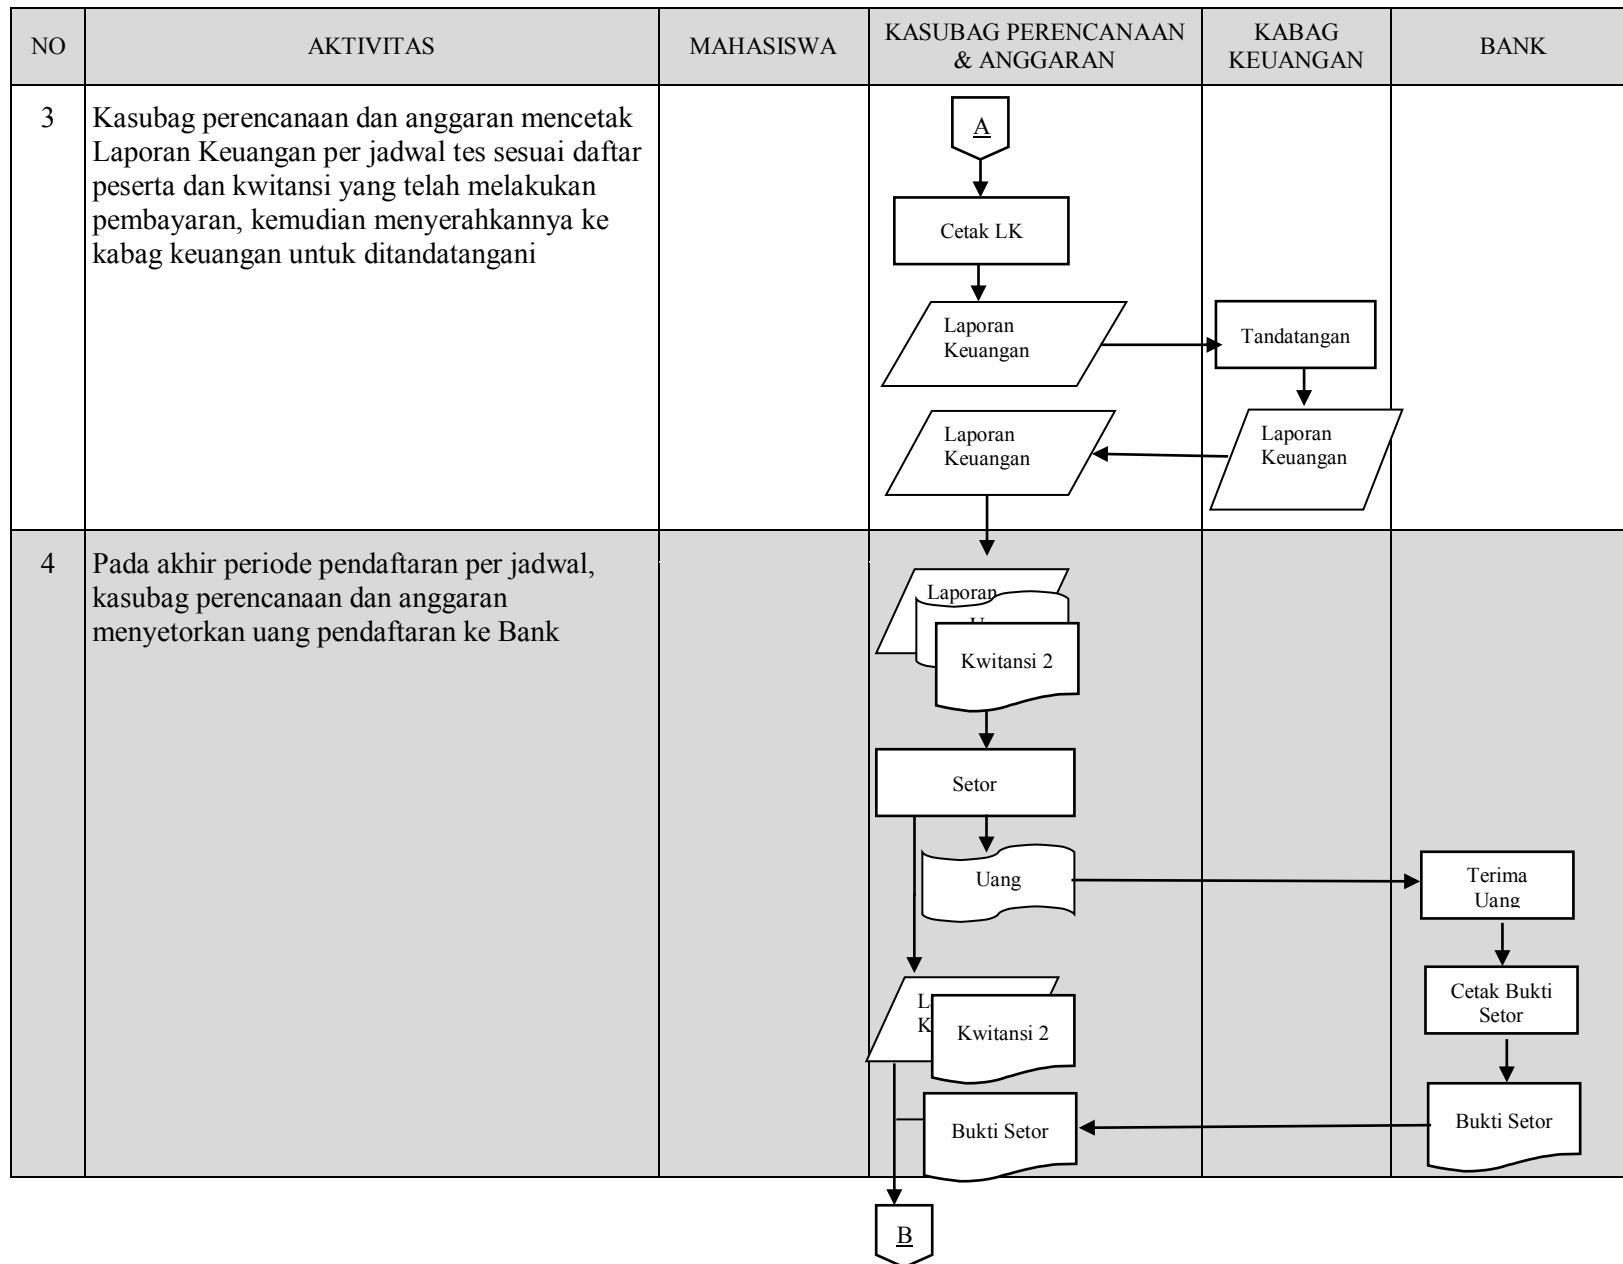 NO
AKTIVITAS
MAHASISWA
KASUBAG PERENCANAAN
& ANGGARAN
KABAG
KEUANGAN
BANK
3
Kasubag perencanaan dan anggaran mencetak
Laporan Keuangan per jadwal tes sesuai daftar
peserta dan kwitansi yang telah melakukan
pembayaran, kemudian menyerahkannya ke
kabag keuangan untuk ditandatangani
A
Cetak LK
Laporan
Keuangan
Tandatangan
Laporan
Keuangan
Laporan
Keuangan
4
Pada akhir periode pendaftaran per jadwal,
kasubag perencanaan dan anggaran
menyetorkan uang pendaftaran ke Bank
Laporan
Kwitansi 2
Setor
Uang
Terima
Uang
Cetak Bukti
Setor
Kwitansi 2
Bukti Setor
Bukti Setor
B